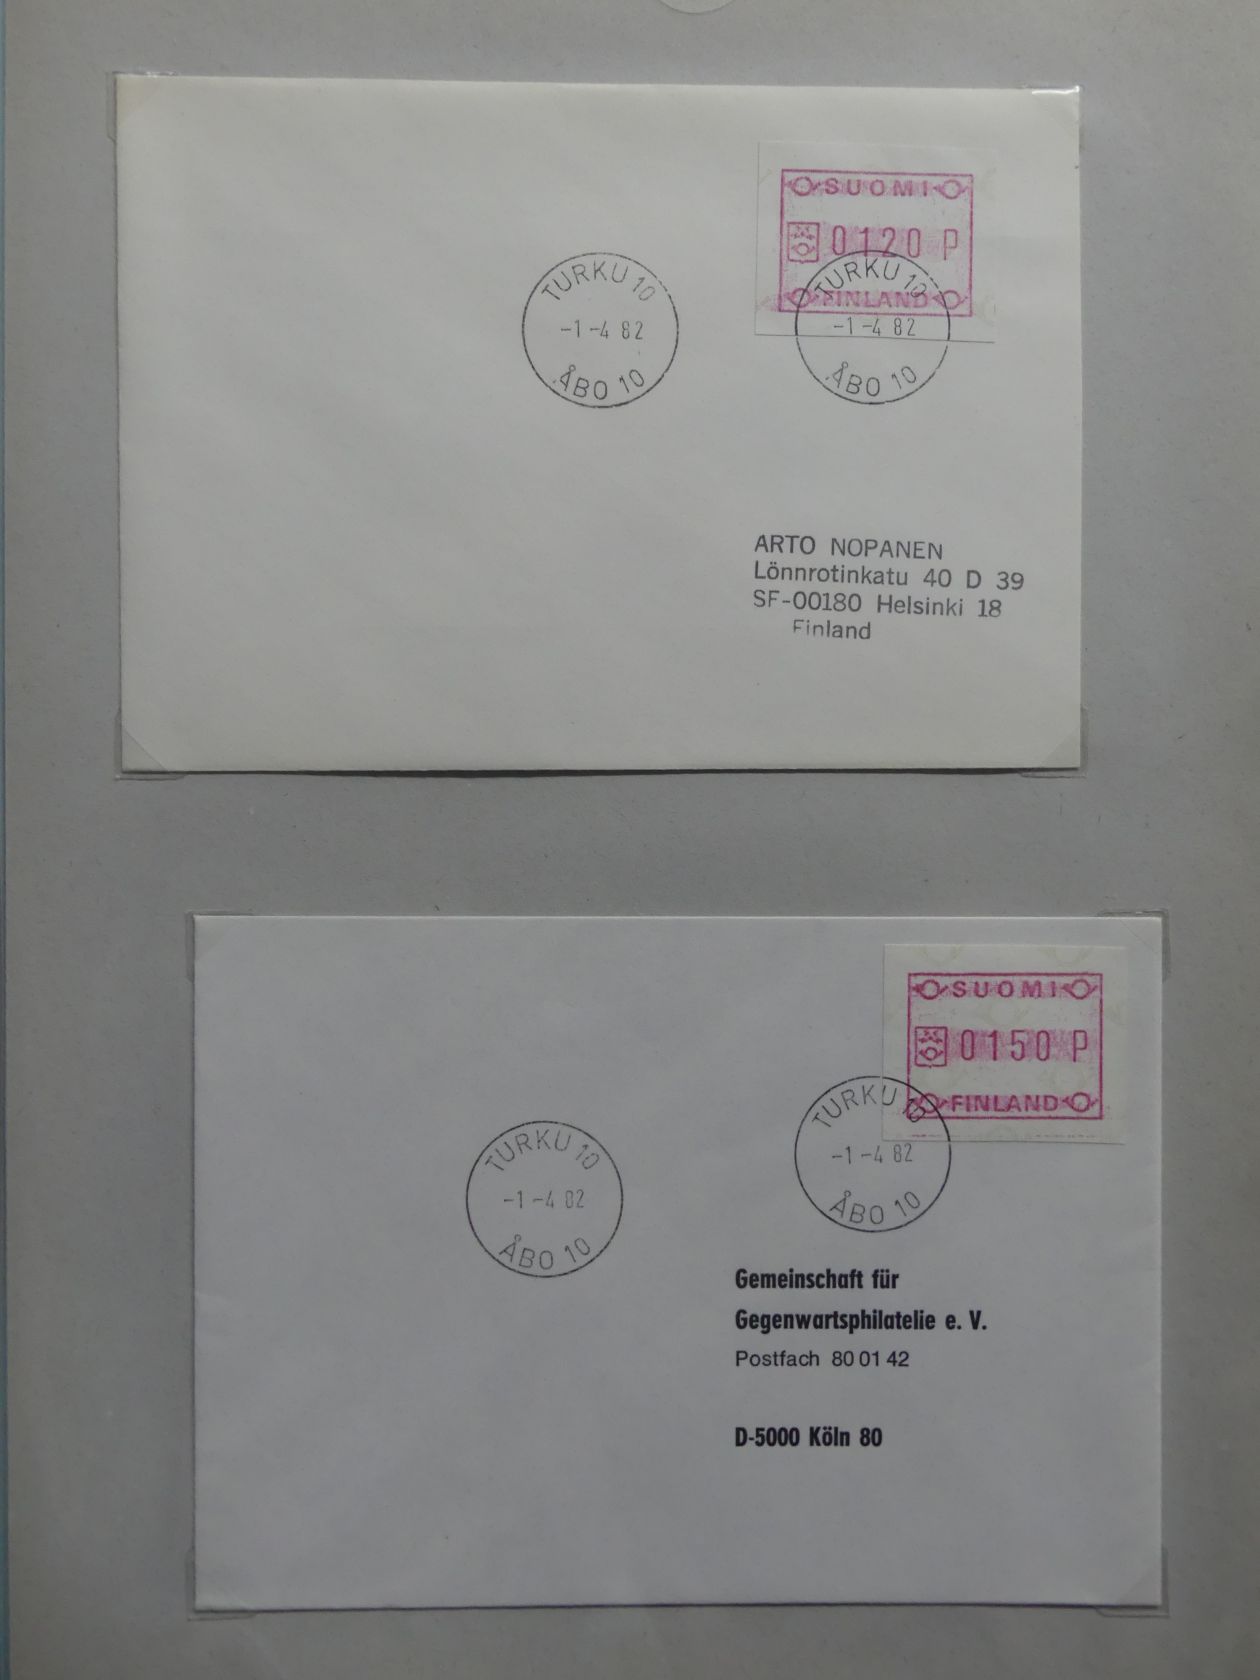 SUOMI
0120 P
FINLAND
TURKU 10
-1-4 82
ÅBO 10
TURKU 10
-1-4 82
ÅBO 10
ARTO NOPANEN
Lönnrotinkatu 40 D 39
SF-00180 Helsinki 18
Finland
SUOMI
0150 P
FINLAND
TURKU 10
-1-4 82
ÅBO 10
TURKU 10
-1-4 82
ÅBO 10
Gemeinschaft für
Gegenwartsphilatelie e. V.
Postfach 80 01 42
D-5000 Köln 80